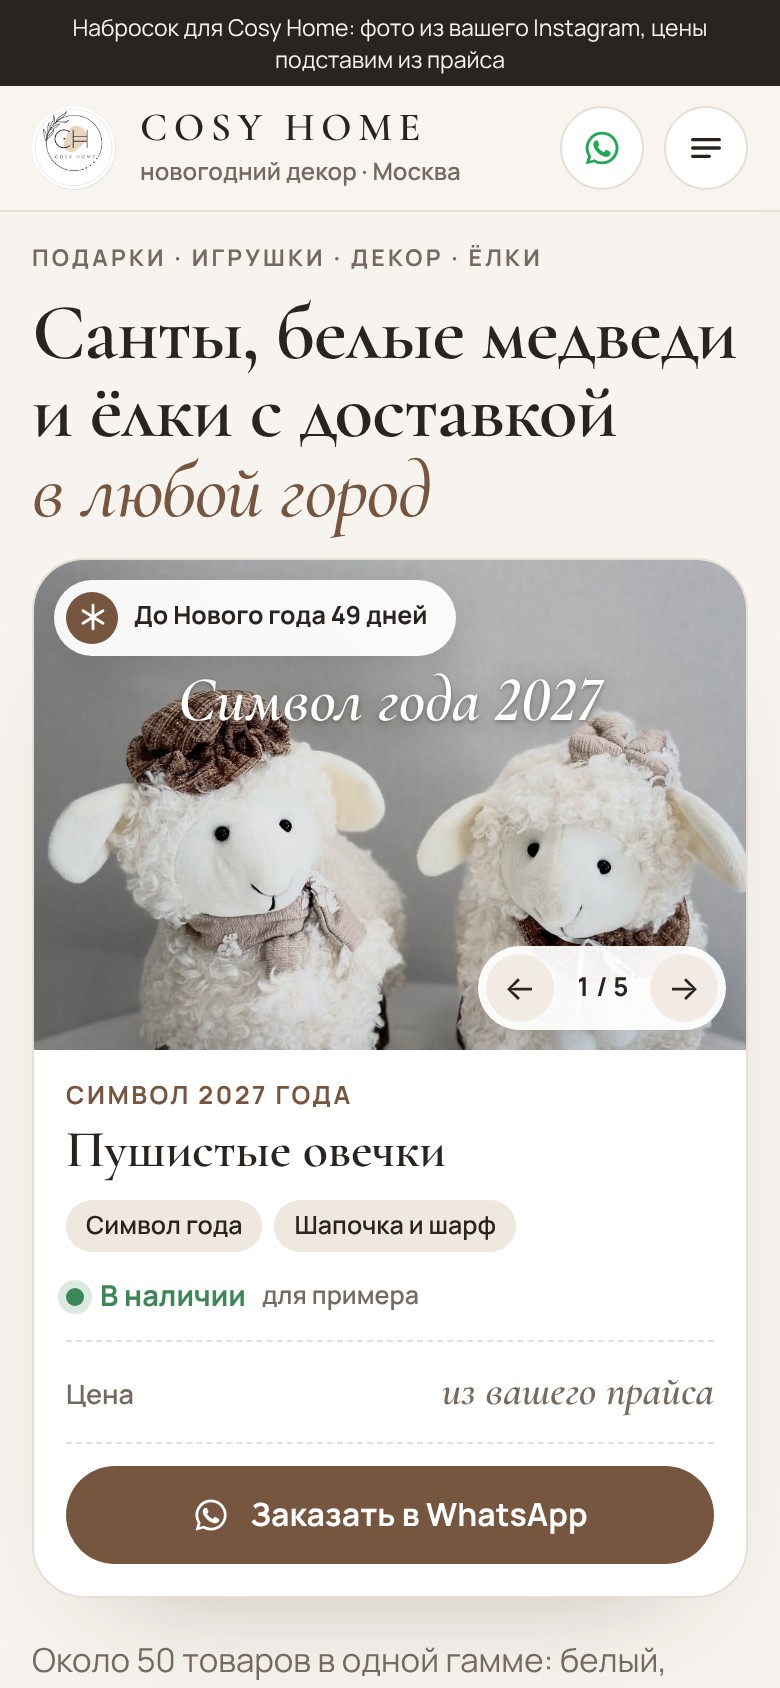 Набросок для Cosy Home: фото из вашего Instagram, цены
подставим из прайса
CH
COSY HOME
COSY HOME
новогодний декор · Москва
ПОДАРКИ · ИГРУШКИ · ДЕКОР · ЁЛКИ
Санты, белые медведи
и ёлки с доставкой
в любой город
До Нового года 49 дней
Символ года 2027
1 / 5
СИМВОЛ 2027 ГОДА
Пушистые овечки
Символ года
Шапочка и шарф
В наличии для примера
Цена из вашего прайса
Заказать в WhatsApp
Около 50 товаров в одной гамме: белый,